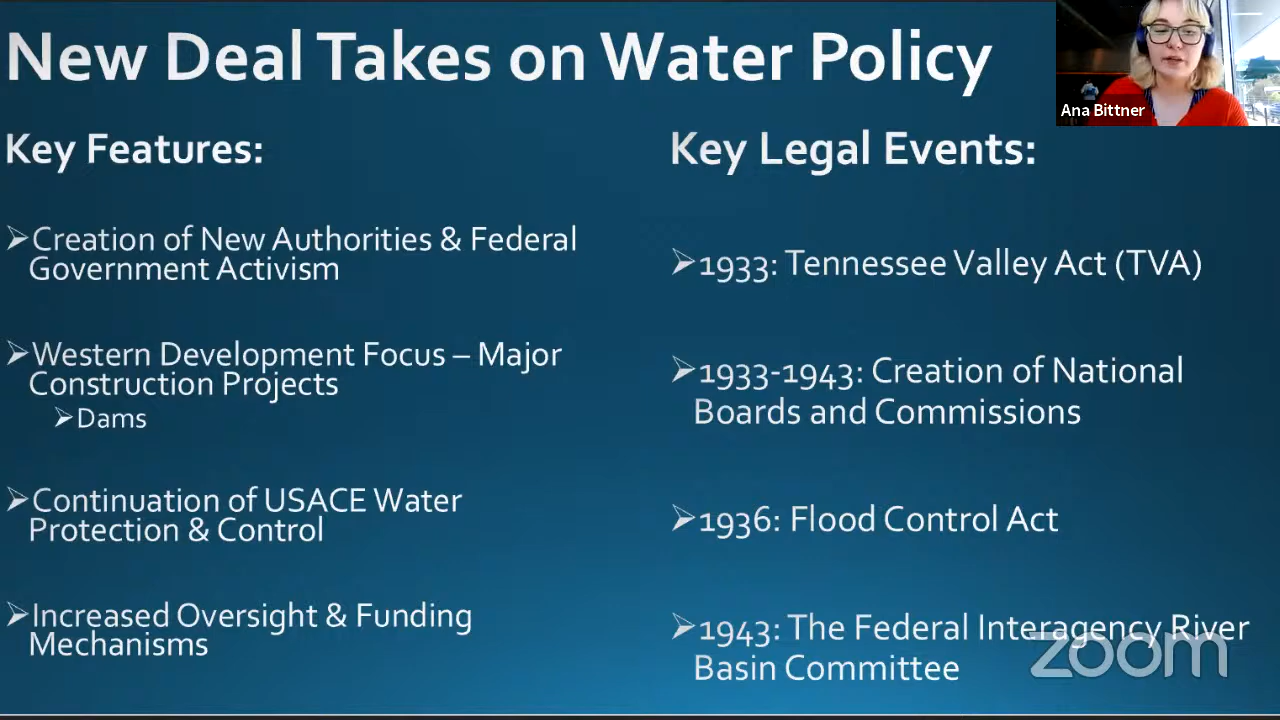 New Deal Takes on Water Policy
Ana Bittner
Key Features:
➢Creation of New Authorities & Federal
Government Activism
➢Western Development Focus – Major
Construction Projects
➢Dams
➢Continuation of USACE Water
Protection & Control
➢Increased Oversight & Funding
Mechanisms
Key Legal Events:
➢1933: Tennessee Valley Act (TVA)
➢1933-1943: Creation of National
Boards and Commissions
➢1936: Flood Control Act
➢1943: The Federal Interagency River
Basin Committee
zoom